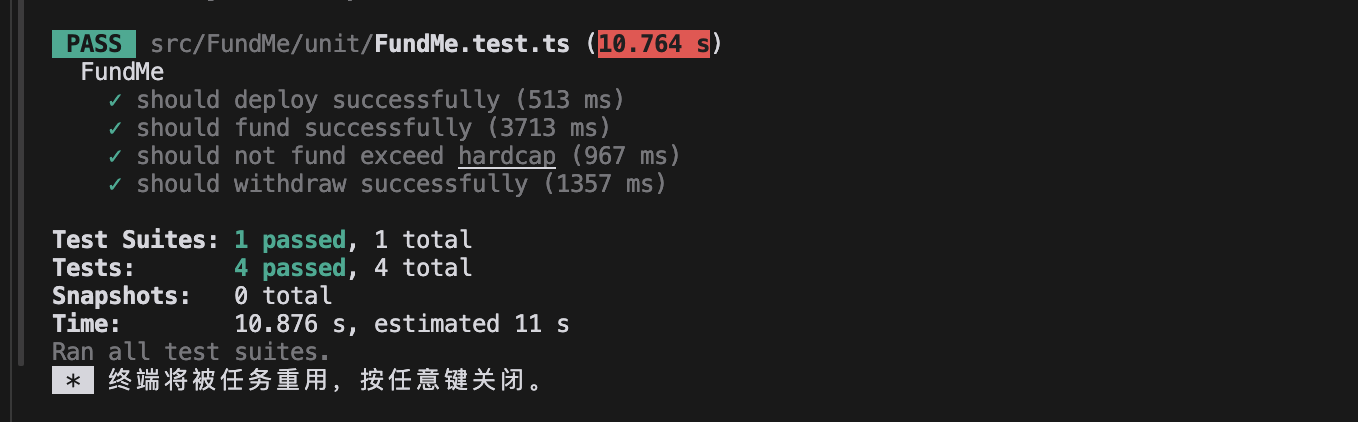 PASS src/FundMe/unit/FundMe.test.ts (10.764 s)
FundMe
✓ should deploy successfully (513 ms)
✓ should fund successfully (3713 ms)
✓ should not fund exceed hardcap (967 ms)
✓ should withdraw successfully (1357 ms)
Test Suites: 1 passed, 1 total
Tests: 4 passed, 4 total
Snapshots: 0 total
Time: 10.876 s, estimated 11 s
Ran all test suites.
* 终端将被任务重用，按任意键关闭。